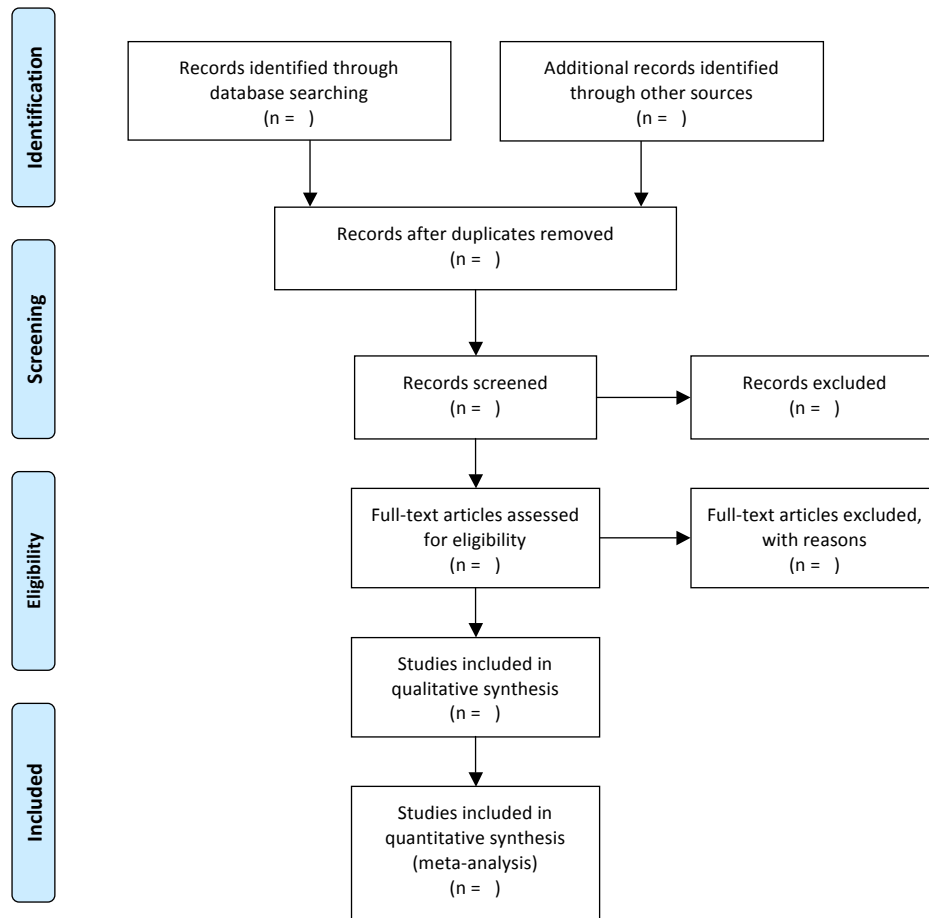 Identification
Records identified through
database searching
(n =   )
Additional records identified
through other sources
(n =   )
Records after duplicates removed
(n =   )
Screening
Records screened
(n =   )
Records excluded
(n =   )
Eligibility
Full-text articles assessed
for eligibility
(n =   )
Full-text articles excluded,
with reasons
(n =   )
Studies included in
qualitative synthesis
(n =   )
Included
Studies included in
quantitative synthesis
(meta-analysis)
(n =   )